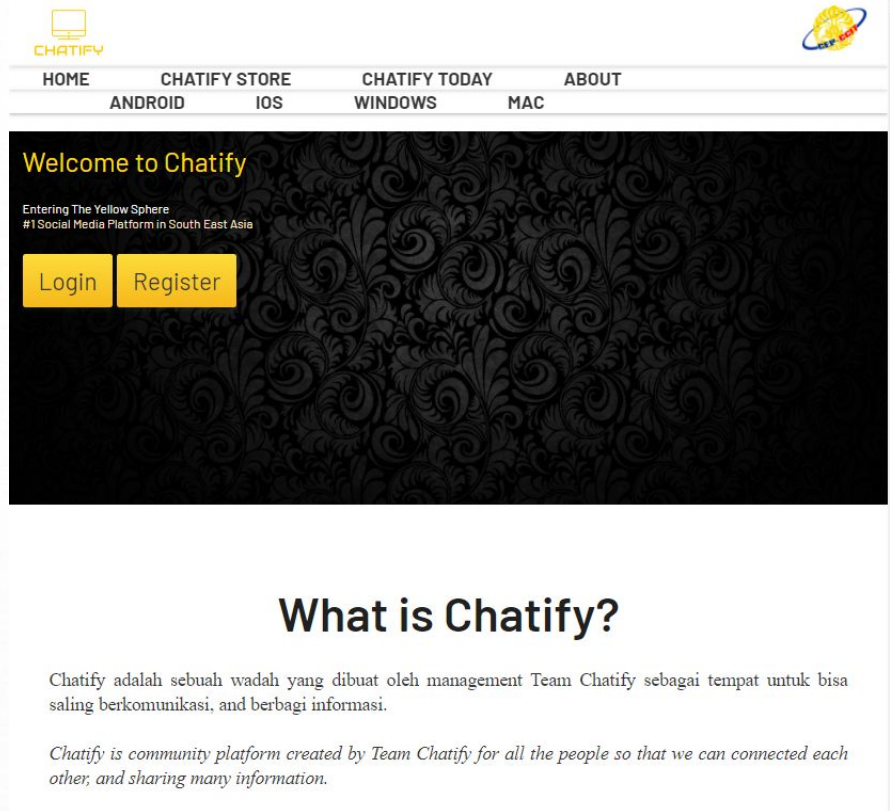 CHATIFY
CEP-CCIT
HOME CHATIFY STORE CHATIFY TODAY ABOUT
ANDROID IOS WINDOWS MAC
Welcome to Chatify
Entering The Yellow Sphere
#1 Social Media Platform in South East Asia
Login Register
What is Chatify?
Chatify adalah sebuah wadah yang dibuat oleh management Team Chatify sebagai tempat untuk bisa
saling berkomunikasi, and berbagi informasi.
Chatify is community platform created by Team Chatify for all the people so that we can connected each
other, and sharing many information.